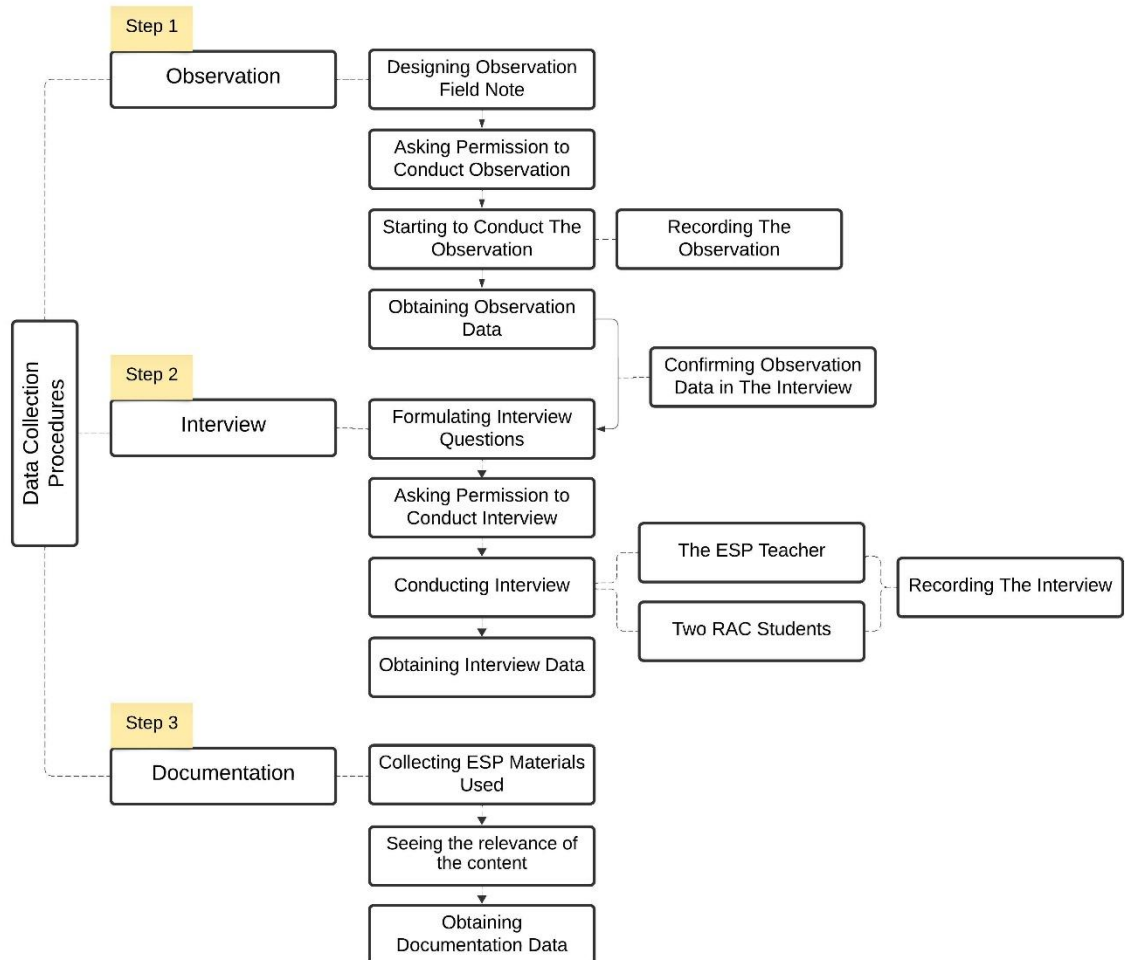 Step 1
Observation
Designing Observation
Field Note
Asking Permission to
Conduct Observation
Starting to Conduct The
Observation
Recording The
Observation
Obtaining Observation
Data
Confirming Observation
Data in The Interview
Data Collection
Procedures
Step 2
Interview
Formulating Interview
Questions
Asking Permission to
Conduct Interview
Conducting Interview
The ESP Teacher
Two RAC Students
Recording The Interview
Obtaining Interview Data
Step 3
Documentation
Collecting ESP Materials
Used
Seeing the relevance of
the content
Obtaining
Documentation Data